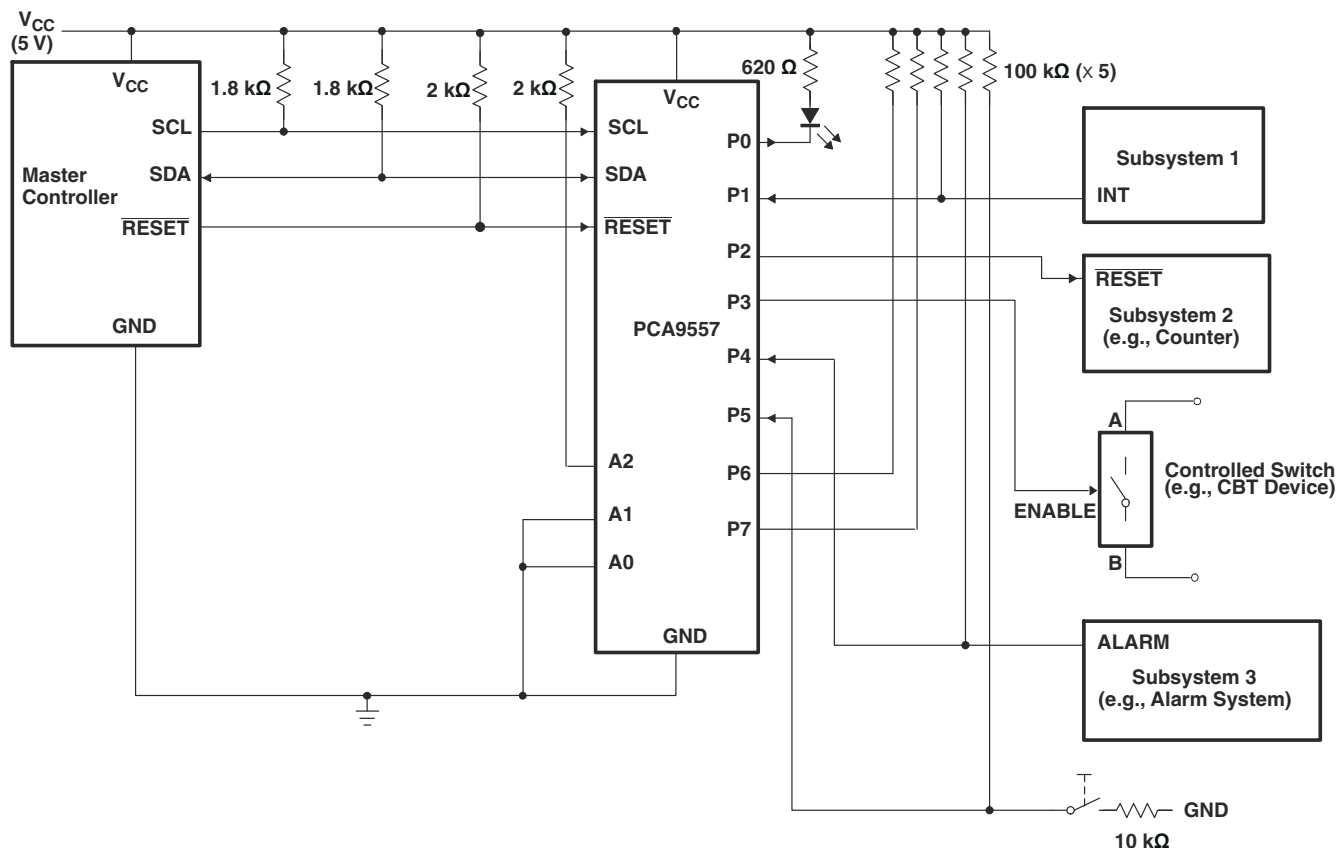 V_CC
(5 V)
V_CC
1.8 kΩ
1.8 kΩ
2 kΩ
2 kΩ
V_CC
620 Ω
100 kΩ (× 5)
SCL
SCL
P0
Subsystem 1
Master
Controller
SDA
SDA
P1
INT
RESET
RESET
P2
RESET
P3
Subsystem 2
(e.g., Counter)
GND
PCA9557
P4
P5
A
A2
P6
Controlled Switch
(e.g., CBT Device)
ENABLE
A1
P7
A0
B
GND
ALARM
Subsystem 3
(e.g., Alarm System)
GND
10 kΩ